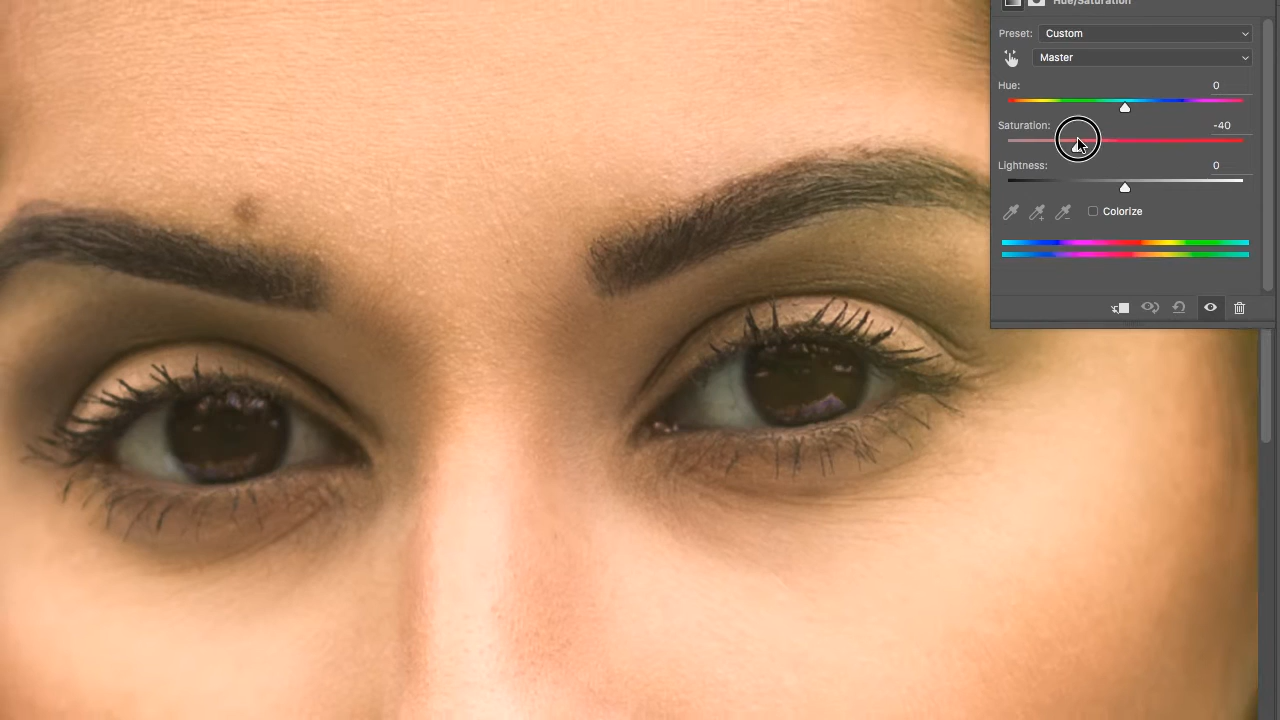 Hue/Saturation
Preset: Custom
Master
Hue: 0
Saturation: -40
Lightness: 0
Colorize